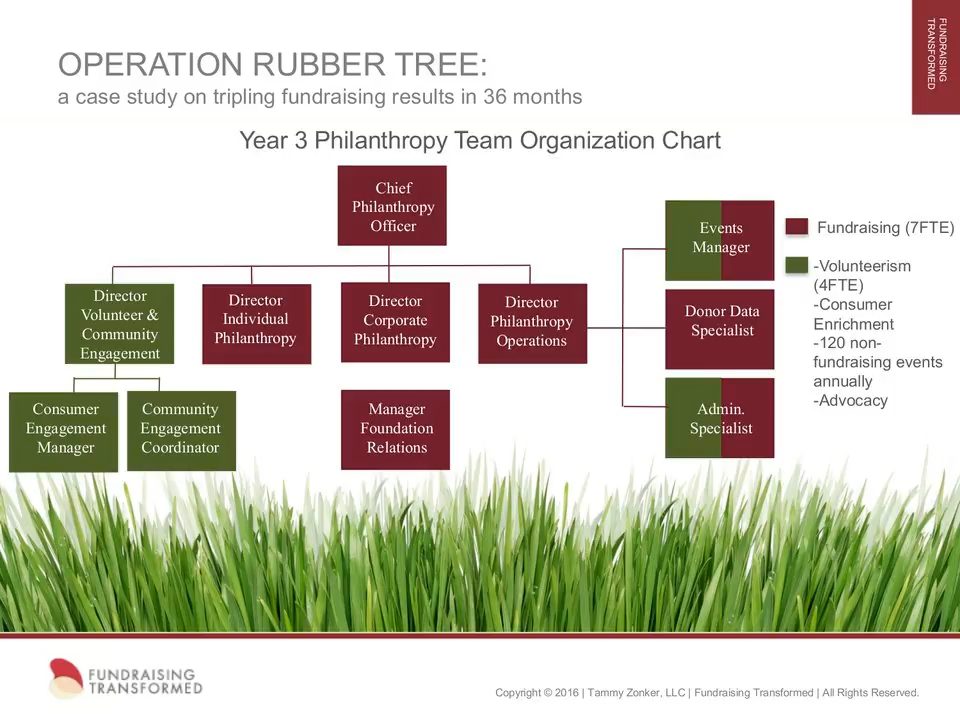 FUNDRAISING
TRANSFORMED
OPERATION RUBBER TREE:
a case study on tripling fundraising results in 36 months
Year 3 Philanthropy Team Organization Chart
Chief
Philanthropy
Officer
Director
Volunteer &
Community
Engagement
Director
Individual
Philanthropy
Director
Corporate
Philanthropy
Director
Philanthropy
Operations
Consumer
Engagement
Manager
Community
Engagement
Coordinator
Manager
Foundation
Relations
Events
Manager
Donor Data
Specialist
Admin.
Specialist
Fundraising (7FTE)
-Volunteerism
(4FTE)
-Consumer
Enrichment
-120 non-
fundraising events
annually
-Advocacy
FUNDRAISING
TRANSFORMED
Copyright © 2016 | Tammy Zonker, LLC | Fundraising Transformed | All Rights Reserved.